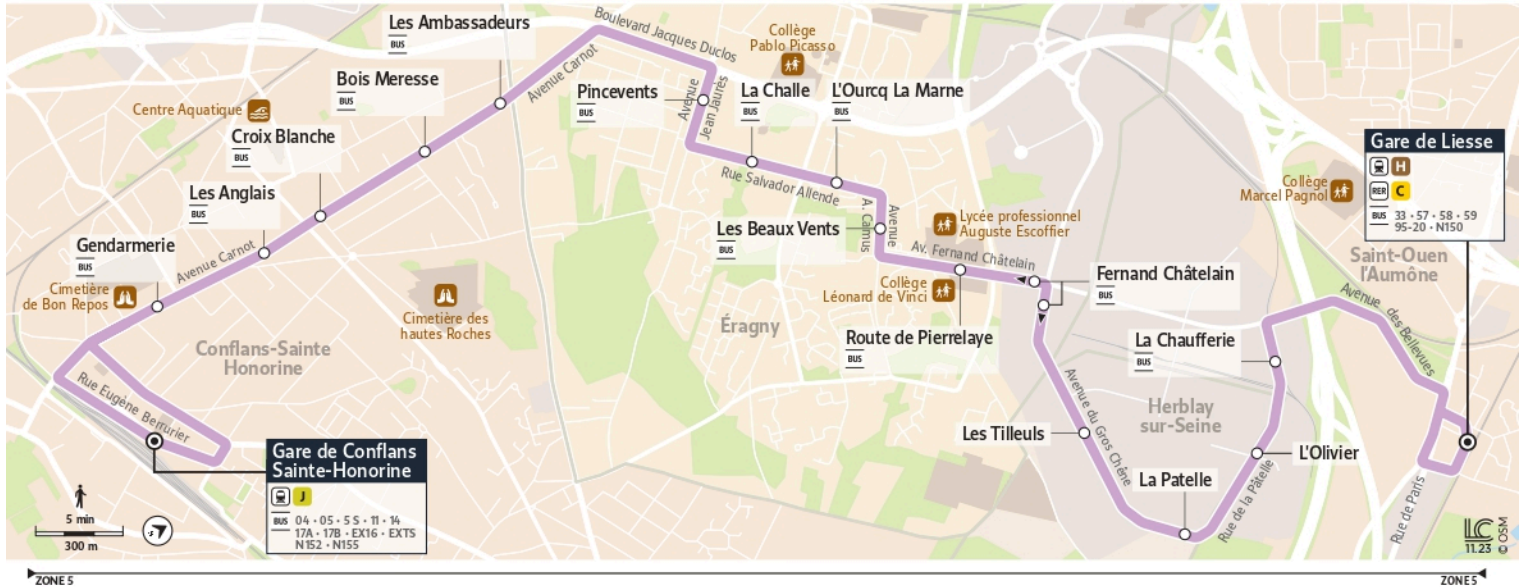 Les Ambassadeurs
BUS
Boulevard Jacques Duclos
Avenue Carnot
Bois Meresse
BUS
Centre Aquatique
Croix Blanche
BUS
Les Anglais
BUS
Gendarmerie
BUS
Avenue Carnot
Cimetière
de Bon Repos
Cimetière des
hautes Roches
Conflans-Sainte
Honorine
Rue Eugène Berrurier
Gare de Conflans
Sainte-Honorine
J
BUS 04 • 05 • 5 S • 11 • 14
17A • 17B • EX16 • EXTS
N152 • N155
5 min
300 m
Collège
Pablo Picasso
Pincevents
BUS
Avenue
Jean Jaurès
La Challe
BUS
L'Ourcq La Marne
BUS
Rue Salvador Allende
Avenue
A. Camus
Les Beaux Vents
BUS
Lycée professionnel
Auguste Escoffier
Av. Fernand Châtelain
Collège
Léonard de Vinci
Éragny
Route de Pierrelaye
BUS
Fernand Châtelain
BUS
Avenue du Gros Chêne
Les Tilleuls
La Patelle
Rue de la Pâtelle
L'Olivier
La Chaufferie
BUS
Herblay
sur-Seine
Collège
Marcel Pagnol
Gare de Liesse
H
RER C
BUS 33 • 57 • 58 • 59
95-20 • N150
Saint-Ouen
l'Aumône
Avenue des Bellevues
Rue de Paris
LC
11.23
© OSM
ZONE 5
ZONE 5